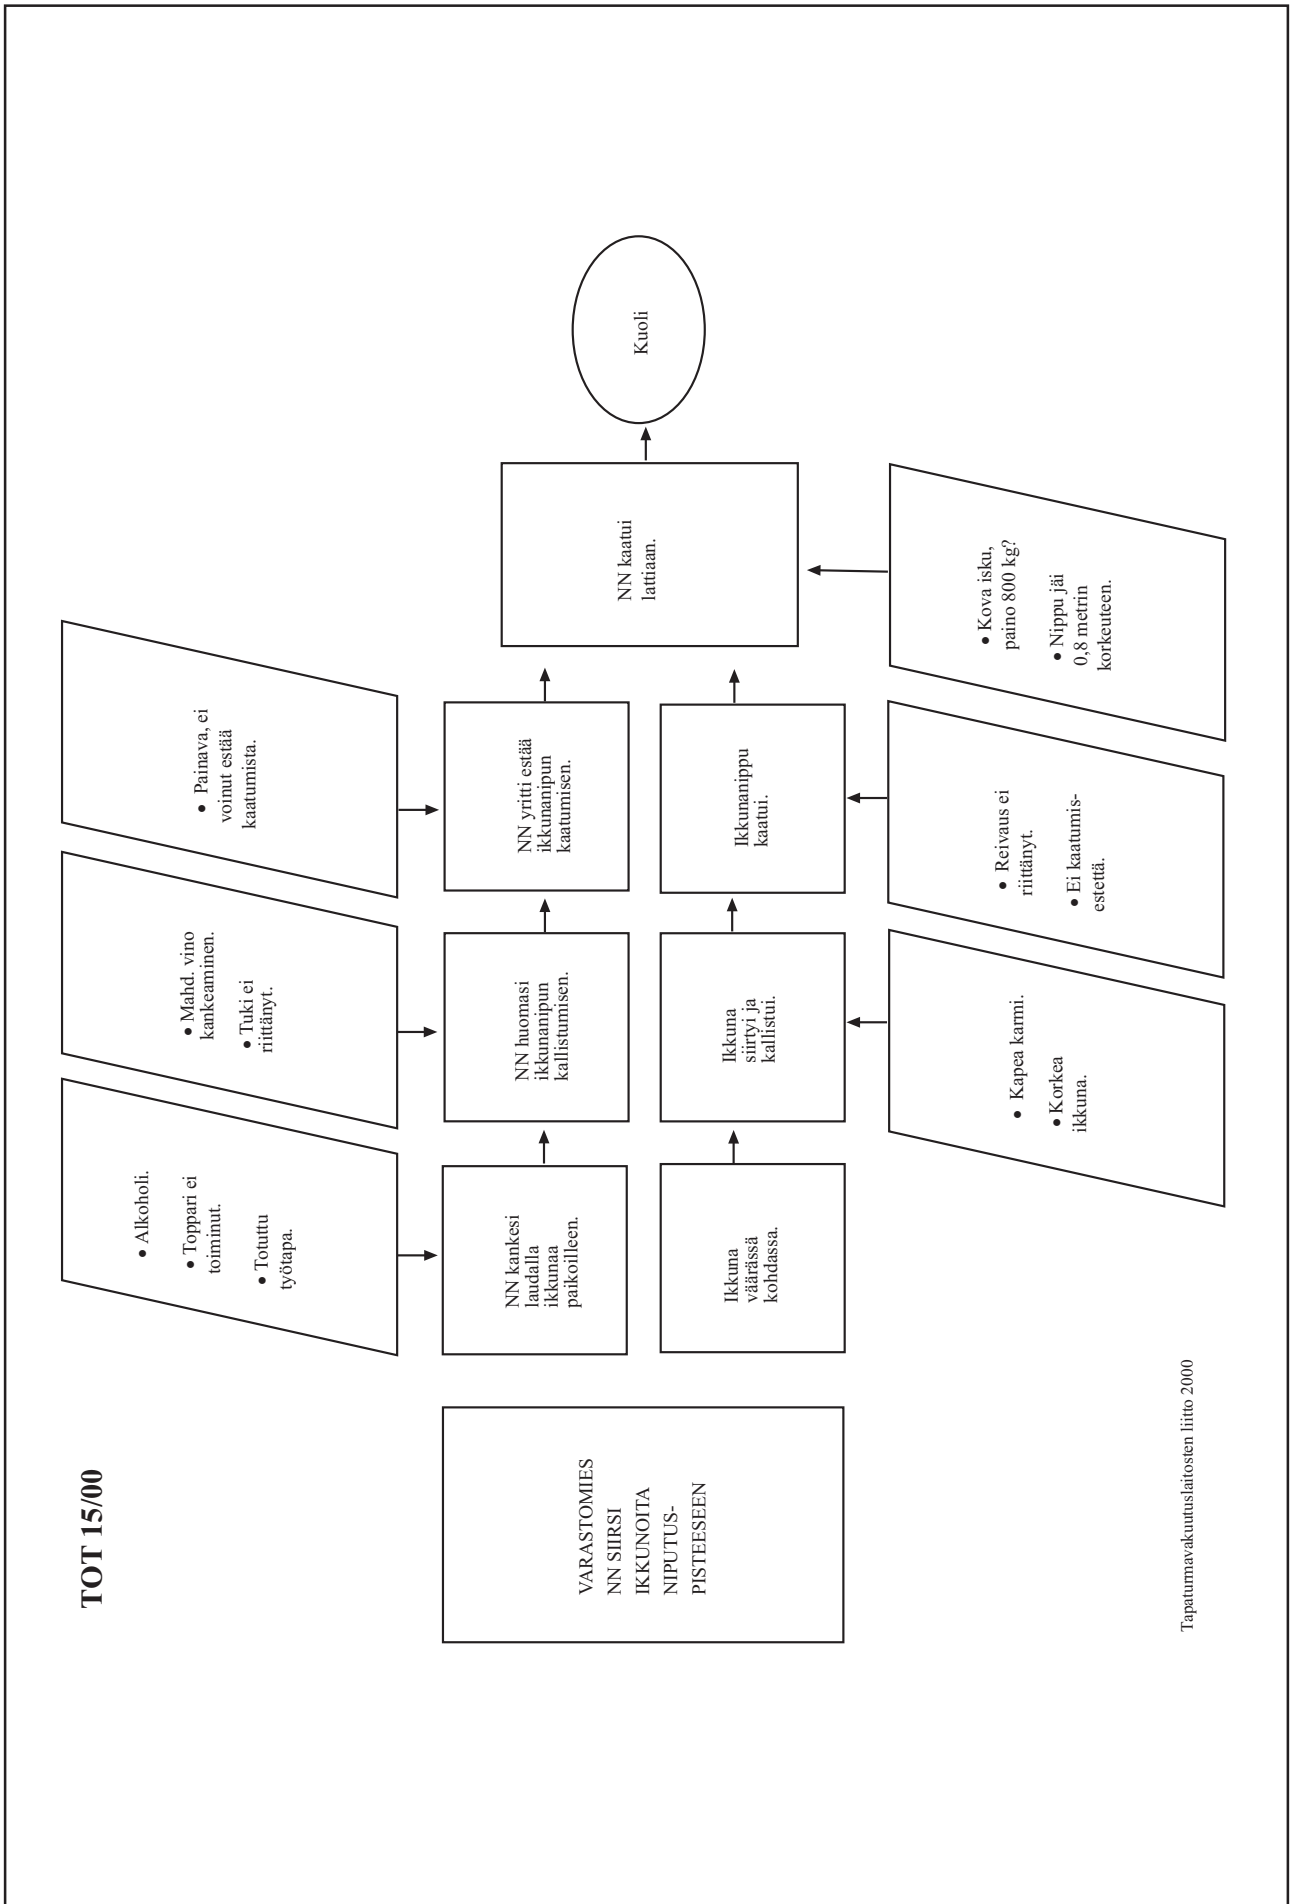 TOT 15/00
VARASTOMIES
NN SIIRSI
IKKUNOITA
NIPUTUS-
PISTEESEEN
• Alkoholi.
• Toppari ei
toiminut.
• Totuttu
työtapa.
• Mahd. vino
kankeaminen.
• Tuki ei
riittänyt.
• Painava, ei
voinut estää
kaatumista.
NN kankesi
laudalla
ikkunaa
paikoilleen.
NN huomasi
ikkunanipun
kallistumisen.
NN yritti estää
ikkunanipun
kaatumisen.
Ikkuna
väärässä
kohdassa.
Ikkuna
siirtyi ja
kallistui.
Ikkunanippu
kaatui.
NN kaatui
lattiaan.
Kuoli
• Kapea karmi.
• Korkea
ikkuna.
• Reivaus ei
riittänyt.
• Ei kaatumis-
estettä.
• Kova isku,
paino 800 kg?
• Nippu jäi
0,8 metrin
korkeuteen.
Tapaturmavakuutuslaitosten liitto 2000